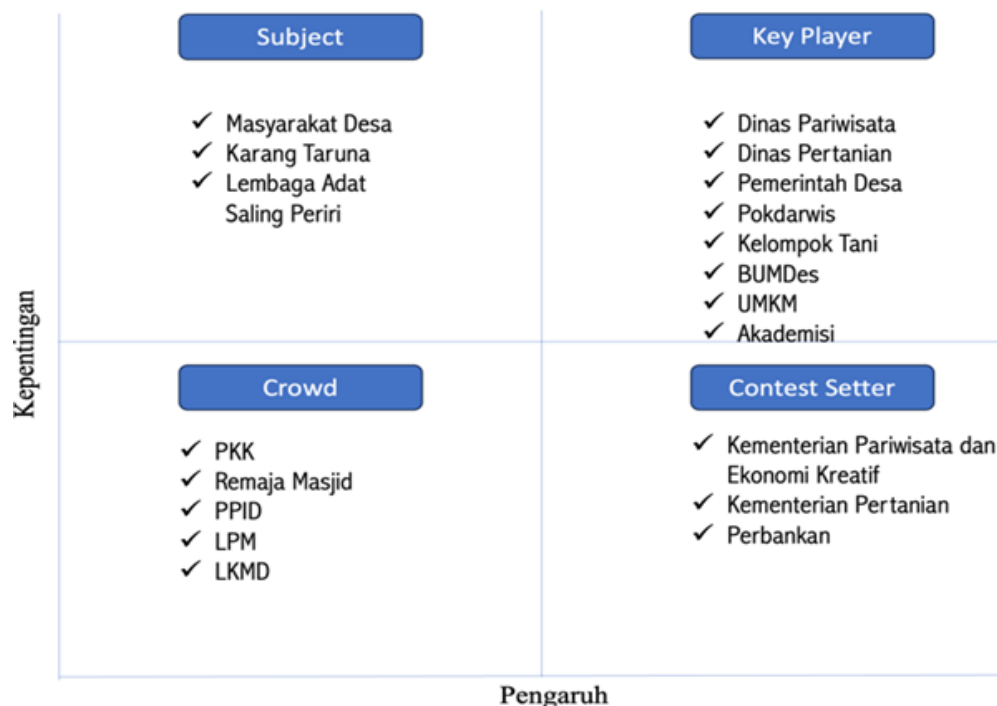 Subject
✓ Masyarakat Desa
✓ Karang Taruna
✓ Lembaga Adat
Saling Periri
Key Player
✓ Dinas Pariwisata
✓ Dinas Pertanian
✓ Pemerintah Desa
✓ Pokdarwis
✓ Kelompok Tani
✓ BUMDes
✓ UMKM
✓ Akademisi
Kepentingan
Crowd
✓ PKK
✓ Remaja Masjid
✓ PPID
✓ LPM
✓ LKMD
Contest Setter
✓ Kementerian Pariwisata dan
Ekonomi Kreatif
✓ Kementerian Pertanian
✓ Perbankan
Pengaruh